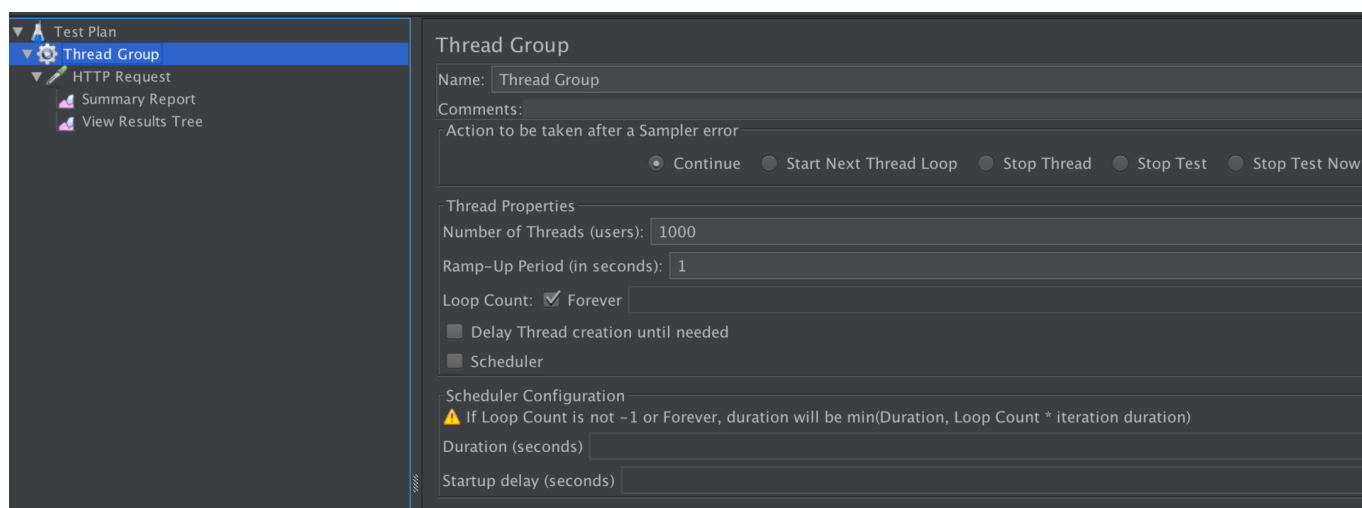 Test Plan
Thread Group
HTTP Request
Summary Report
View Results Tree
Thread Group
Name: Thread Group
Comments:
Action to be taken after a Sampler error
Continue Start Next Thread Loop Stop Thread Stop Test Stop Test Now
Thread Properties
Number of Threads (users): 1000
Ramp-Up Period (in seconds): 1
Loop Count: Forever
Delay Thread creation until needed
Scheduler
Scheduler Configuration
If Loop Count is not -1 or Forever, duration will be min(Duration, Loop Count * iteration duration)
Duration (seconds)
Startup delay (seconds)